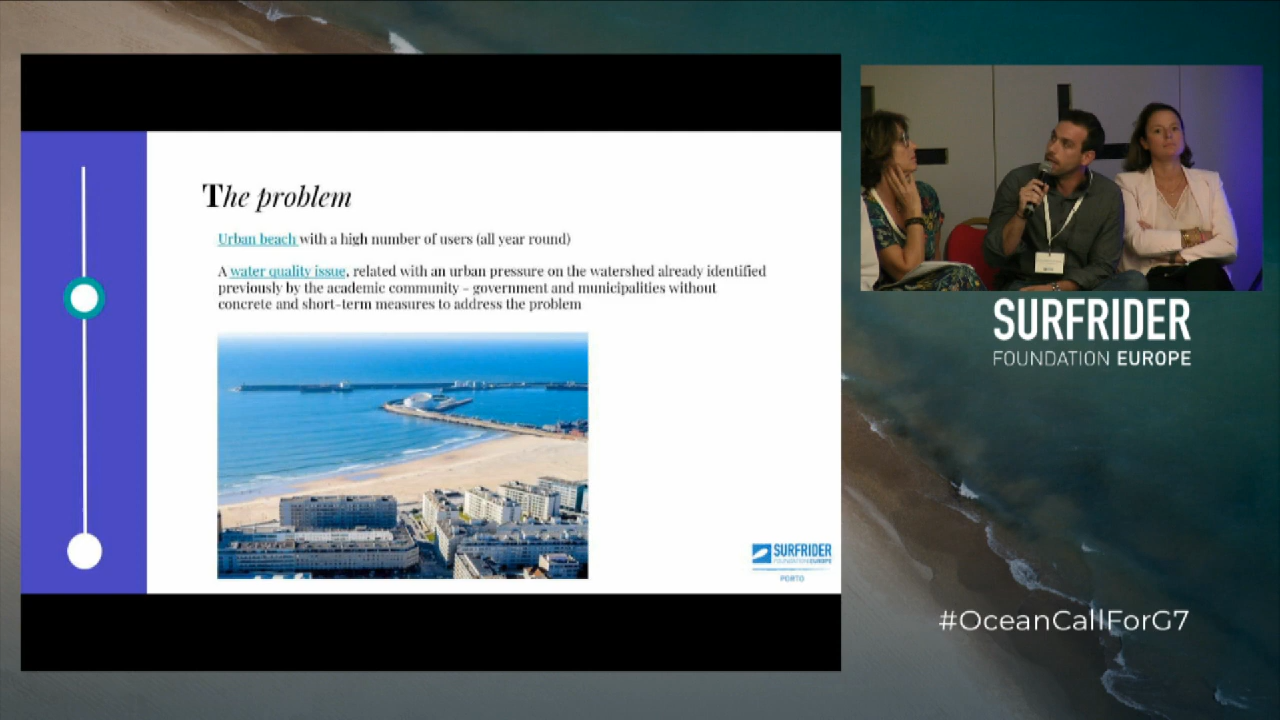 The problem
Urban beach with a high number of users (all year round)
A water quality issue, related with an urban pressure on the watershed already identified
previously by the academic community – government and municipalities without
concrete and short-term measures to address the problem
SURFRIDER
FOUNDATION EUROPE
PORTO
SURFRIDER
FOUNDATION EUROPE
#OceanCallForG7